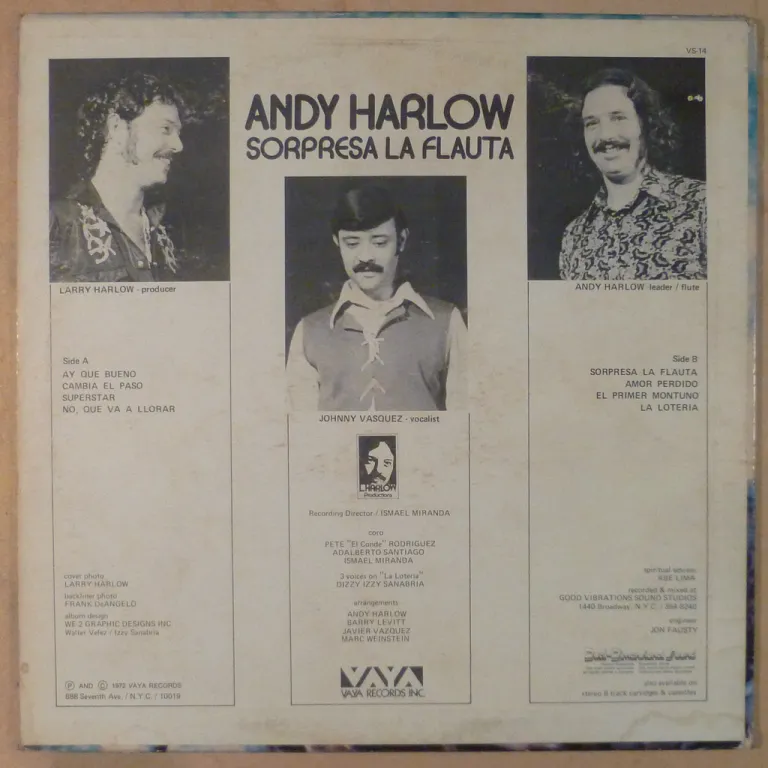 VS-14
ANDY HARLOW
SORPRESA LA FLAUTA
LARRY HARLOW - producer
ANDY HARLOW - leader / flute
JOHNNY VASQUEZ - vocalist
Side A
AY QUE BUENO
CAMBIA EL PASO
SUPERSTAR
NO, QUE VA A LLORAR
Side B
SORPRESA LA FLAUTA
AMOR PERDIDO
EL PRIMER MONTUNO
LA LOTERIA
L. HARLOW
Productions
Recording Director / ISMAEL MIRANDA
coro
PETE "El Conde" RODRIGUEZ
ADALBERTO SANTIAGO
ISMAEL MIRANDA
3 voices on "La Loteria"
DIZZY IZZY SANABRIA
arrangements
ANDY HARLOW
BARRY LEVITT
JAVIER VAZQUEZ
MARC WEINSTEIN
VAYA
VAYA RECORDS INC.
cover photo
LARRY HARLOW
backliner photo
FRANK DeANGELO
album design
WE-2 GRAPHIC DESIGNS INC
Walter Velez / Izzy Sanabria
Ⓟ AND Ⓒ 1972 VAYA RECORDS
888 Seventh Ave. / N.Y.C. / 10019
spiritual advisor
KEE LIMA
recorded & mixed at
GOOD VIBRATIONS SOUND STUDIOS
1440 Broadway, N.Y.C. /
engineer
JON FAUSTY
also available on
stereo 8 track cartridges & cassettes